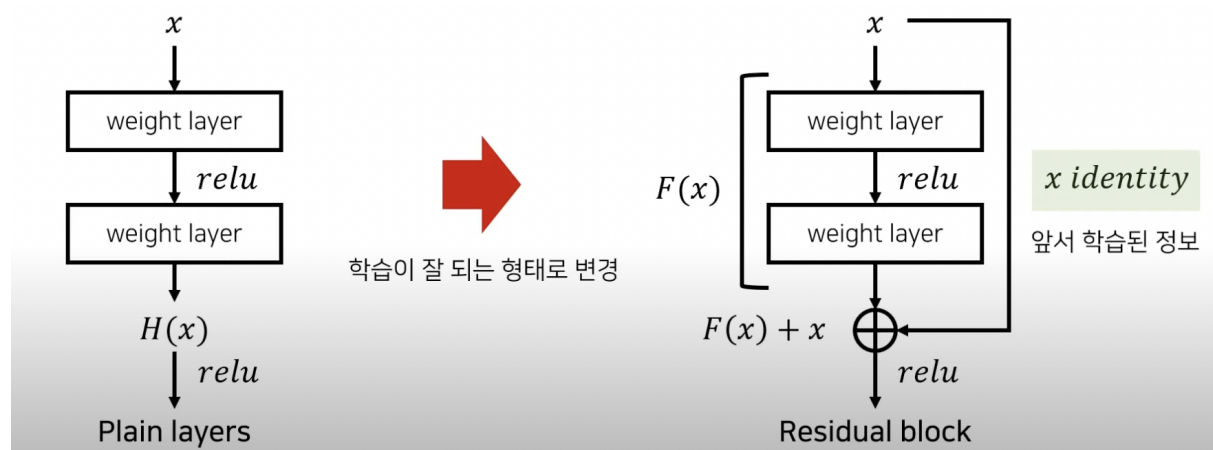 x
weight layer
relu
weight layer
H(x)
relu
Plain layers
학습이 잘 되는 형태로 변경
x
weight layer
F(x)
relu
weight layer
F(x) + x
relu
Residual block
x identity
앞서 학습된 정보